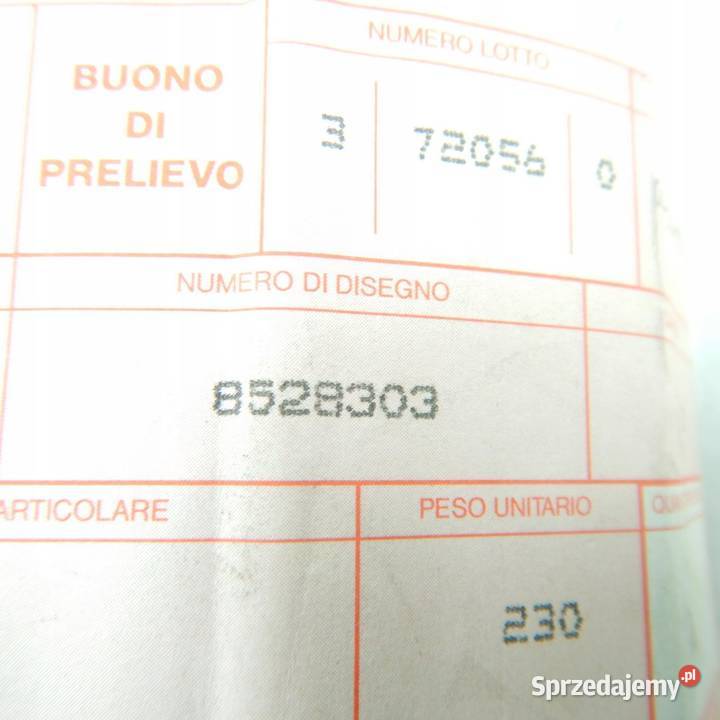 NUMERO LOTTO
BUONO
DI
PRELIEVO
3 72056 0
NUMERO DI DISEGNO
8528303
ARTICOLARE
PESO UNITARIO
230
Sprzedajemy.pl